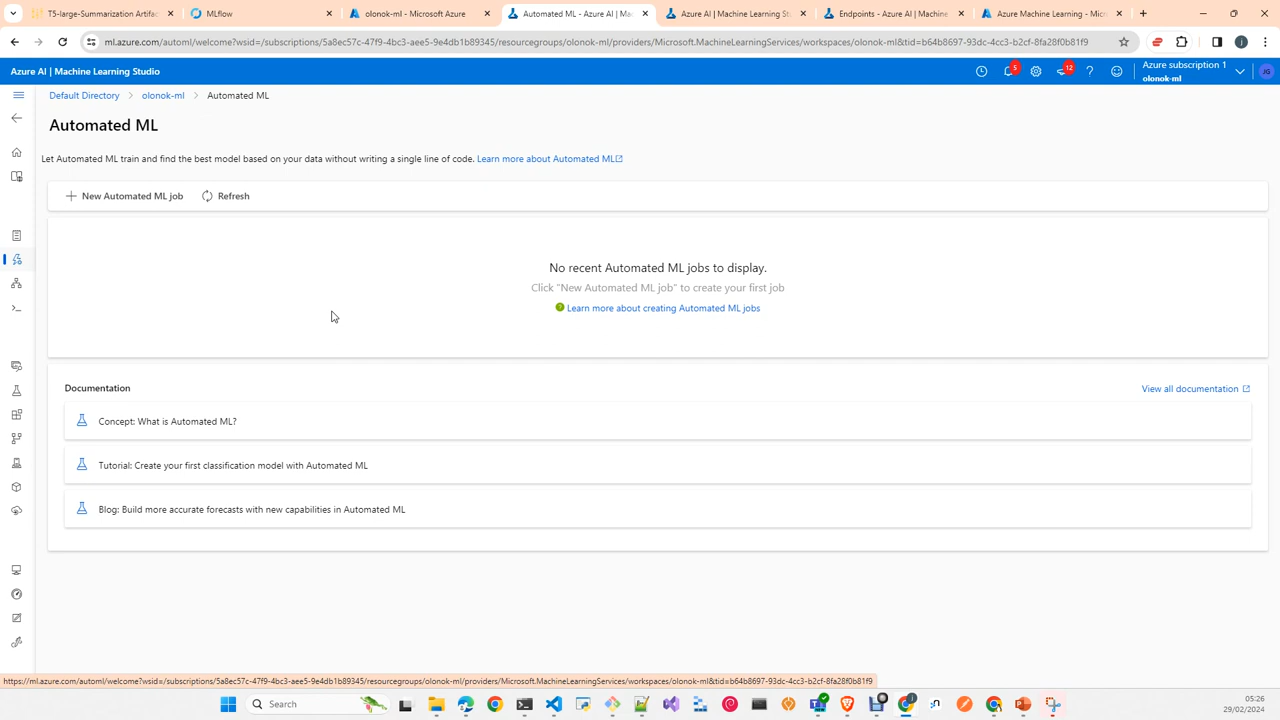 T5-large-Summarization Artifac
MLflow
olonok-ml - Microsoft Azure
Automated ML - Azure AI | Mac
Azure AI | Machine Learning St
Endpoints - Azure AI | Machine
Azure Machine Learning - Micr
ml.azure.com/automl/welcome?wsid=/subscriptions/5a8ec57c-47f9-4bc3-aee5-9e4db1b89345/resourcegroups/olonok-ml/providers/Microsoft.MachineLearningServices/workspaces/olonok-ml&tid=b64b8697-93dc-4cc3-b2cf-8fa28f0b81f9
Azure AI | Machine Learning Studio
5
12
Azure subscription 1
olonok-ml
JG
Default Directory > olonok-ml > Automated ML
Automated ML
Let Automated ML train and find the best model based on your data without writing a single line of code. Learn more about Automated ML
New Automated ML job
Refresh
No recent Automated ML jobs to display.
Click "New Automated ML job" to create your first job
Learn more about creating Automated ML jobs
Documentation
View all documentation
Concept: What is Automated ML?
Tutorial: Create your first classification model with Automated ML
Blog: Build more accurate forecasts with new capabilities in Automated ML
https://ml.azure.com/automl/welcome?wsid=/subscriptions/5a8ec57c-47f9-4bc3-aee5-9e4db1b89345/resourcegroups/olonok-ml/providers/Microsoft.MachineLearningServices/workspaces/olonok-ml&tid=b64b8697-93dc-4cc3-b2cf-8fa28f0b81f9
Search
05:26
29/02/2024